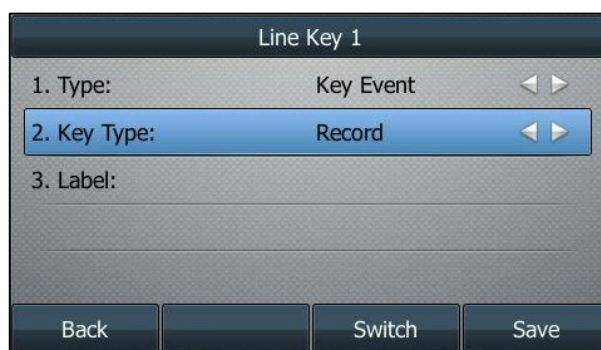 Line Key 1
1. Type: Key Event
2. Key Type: Record
3. Label:
Back Switch Save